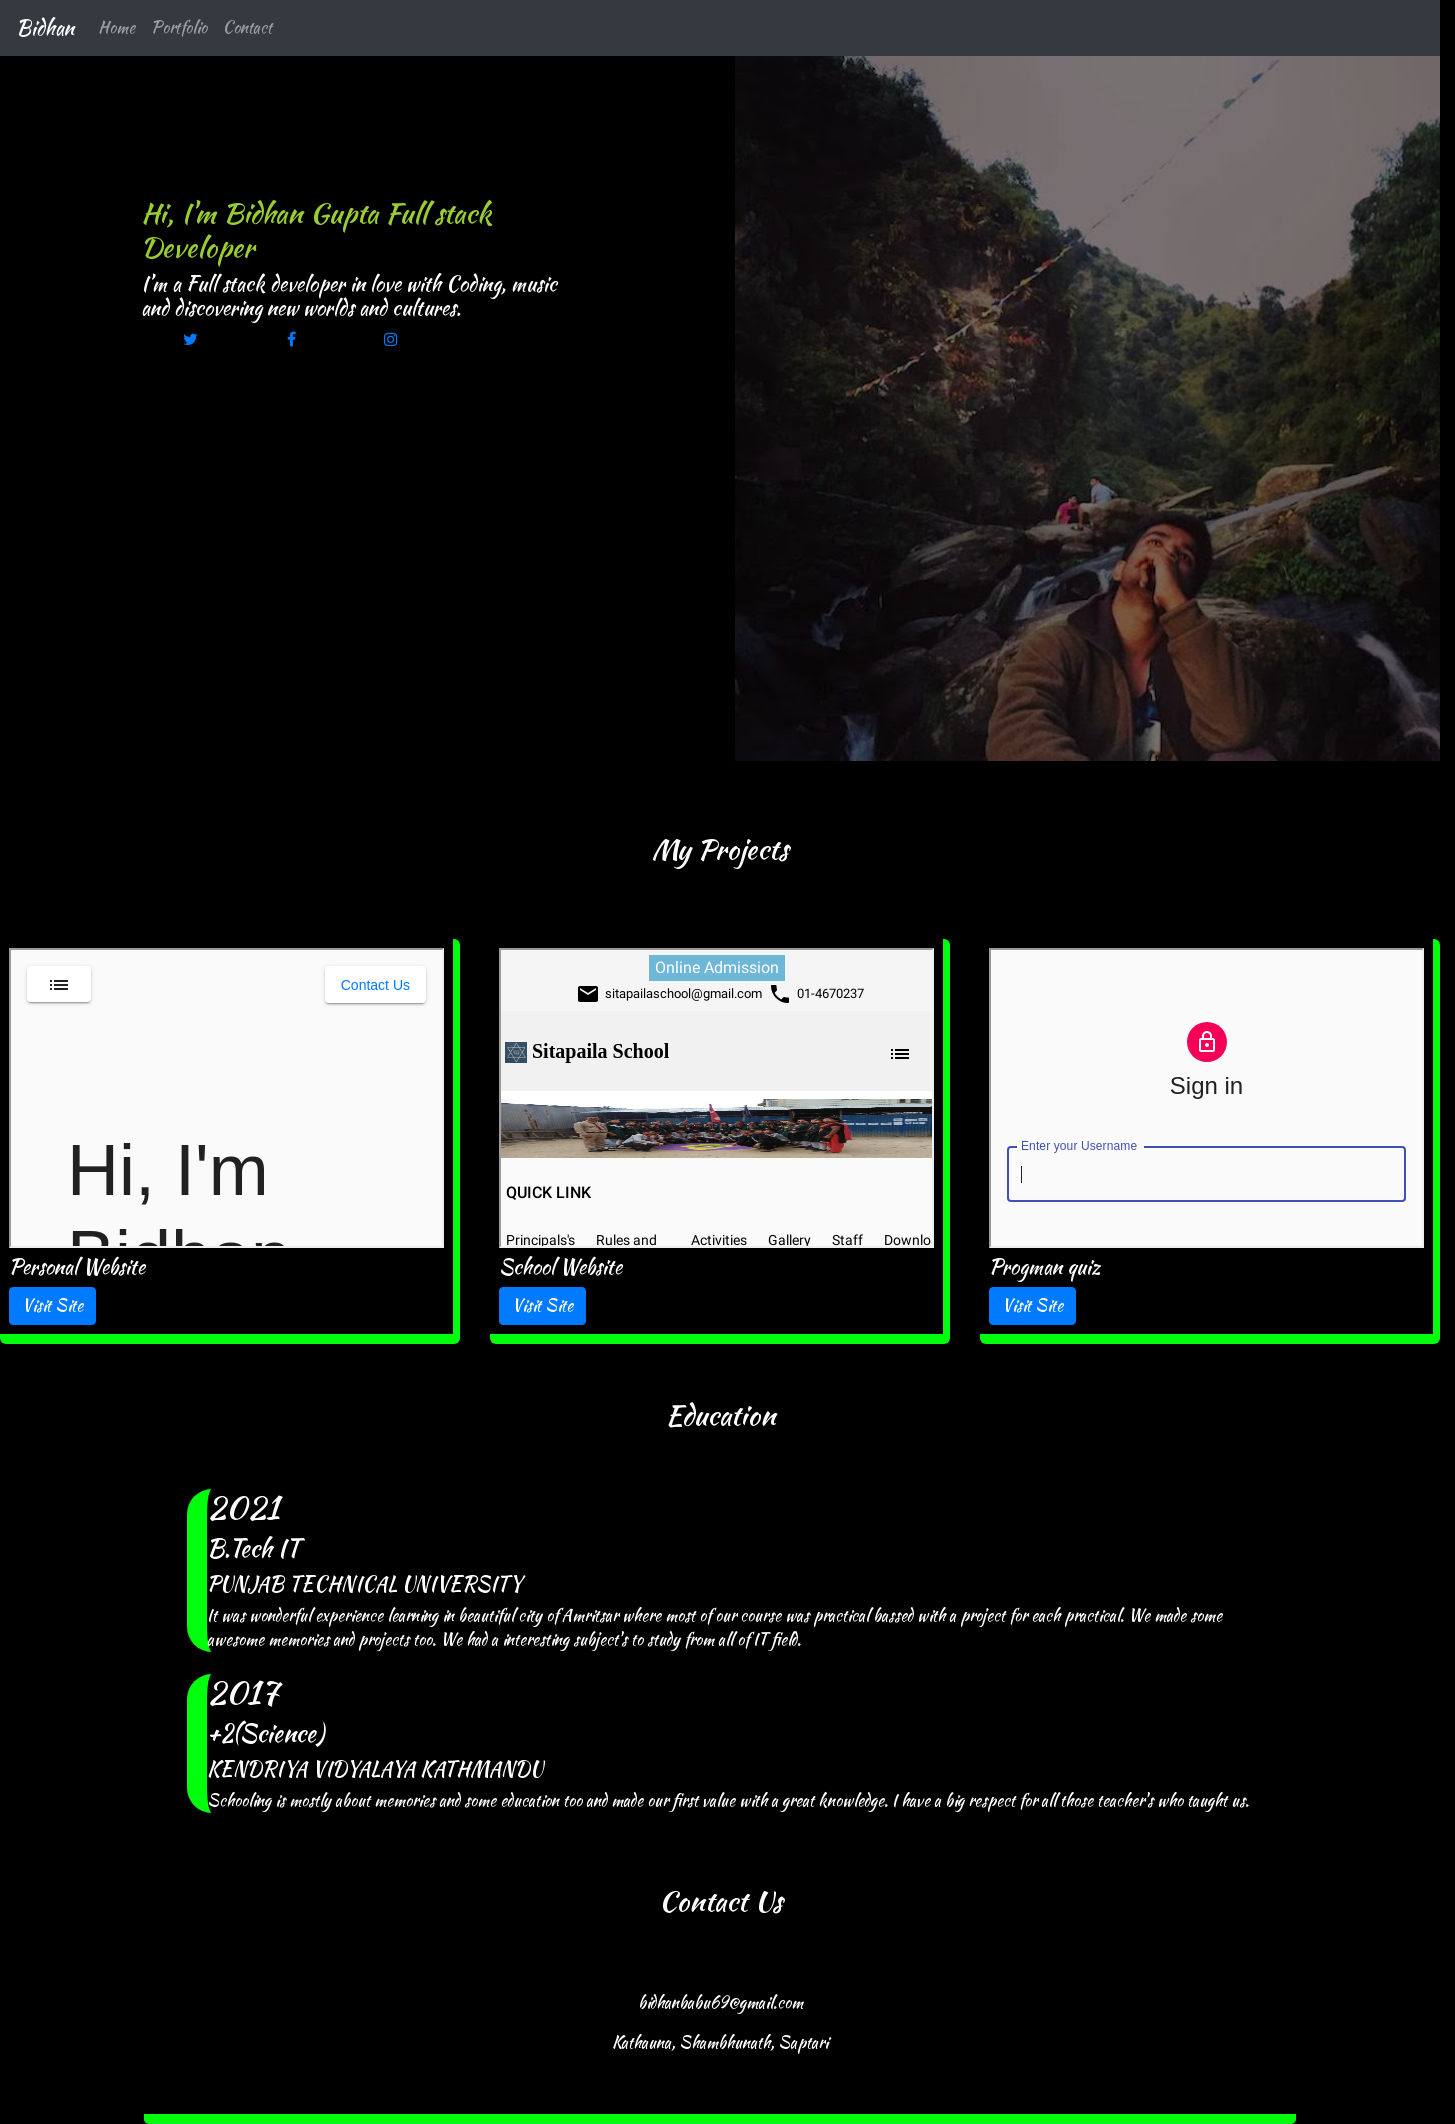 Bidhan Home Portfolio Contact
Hi, I'm Bidhan Gupta Full stack
Developer
I'm a Full stack developer in love with Coding, music
and discovering new worlds and cultures.
My Projects
Contact Us
Hi, I'm
Bidhan
Personal Website
Visit Site
Online Admission
sitapailaschool@gmail.com 01-4670237
Sitapaila School
QUICK LINK
Principals's Rules and Activities Gallery Staff Downlo
School Website
Visit Site
Sign in
Enter your Username
Progman quiz
Visit Site
Education
2021
B.Tech IT
PUNJAB TECHNICAL UNIVERSITY
It was wonderful experience learning in beautiful city of Amritsar where most of our course was practical bassed with a project for each practical. We made some
awesome memories and projects too. We had a interesting subject's to study from all of IT field.
2017
+2(Science)
KENDRIYA VIDYALAYA KATHMANDU
Schooling is mostly about memories and some education too and made our first value with a great knowledge. I have a big respect for all those teacher's who taught us.
Contact Us
bidhanbabu69@gmail.com
Kathauna, Shambhunath, Saptari